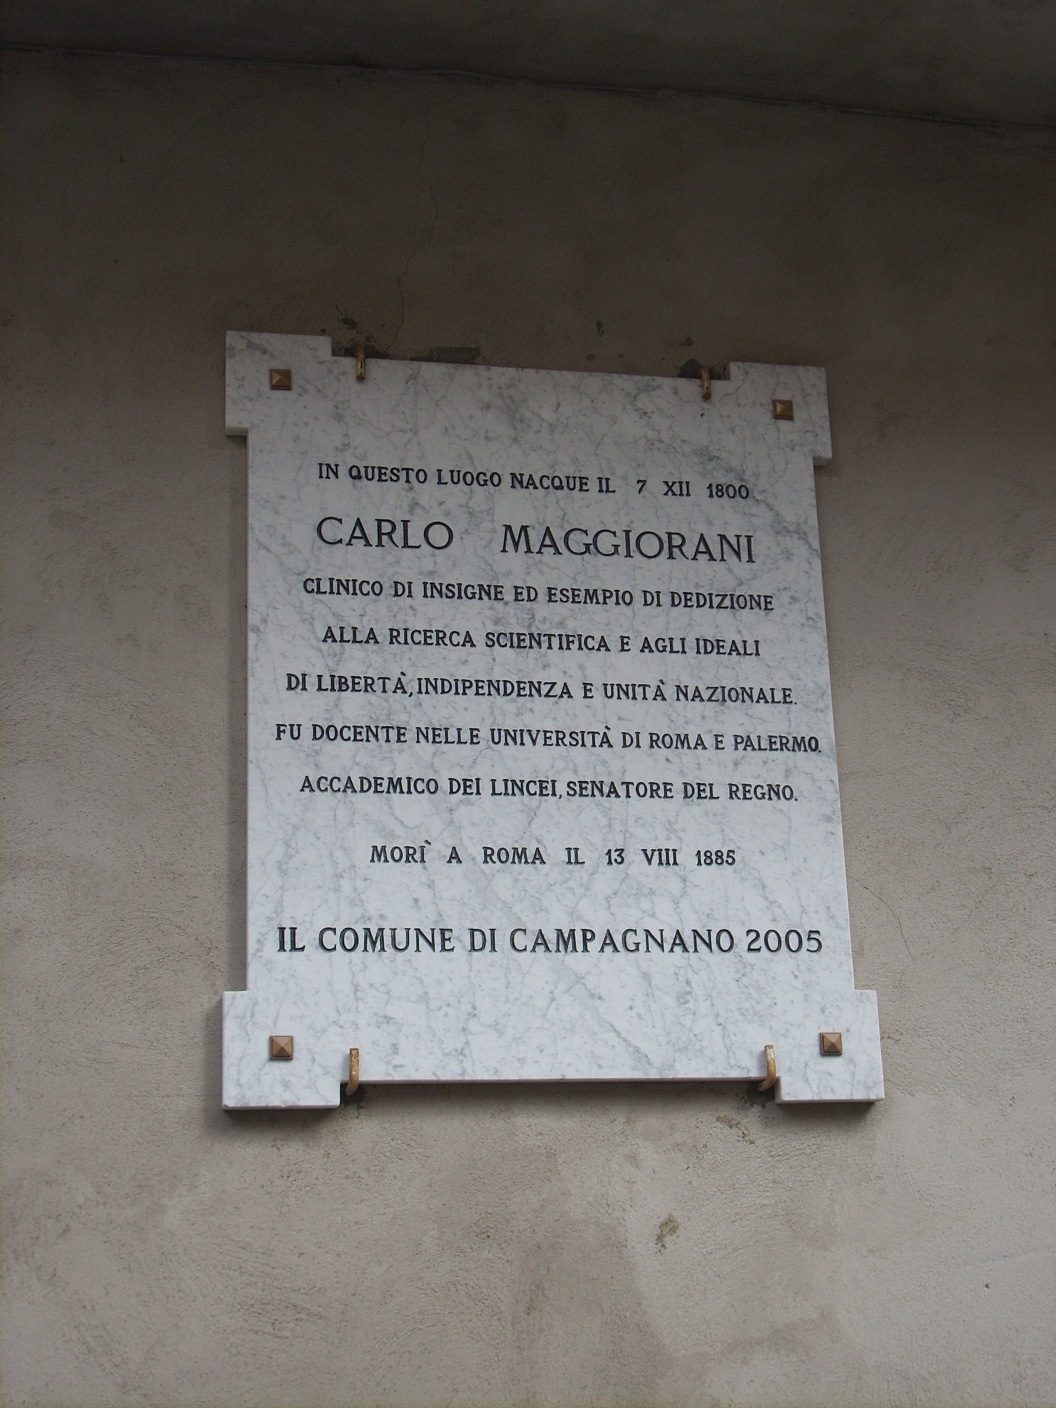 IN QUESTO LUOGO NACQUE IL 7 XII 1800
CARLO MAGGIORANI
CLINICO DI INSIGNE ED ESEMPIO DI DEDIZIONE
ALLA RICERCA SCIENTIFICA E AGLI IDEALI
DI LIBERTÀ, INDIPENDENZA E UNITÀ NAZIONALE.
FU DOCENTE NELLE UNIVERSITÀ DI ROMA E PALERMO.
ACCADEMICO DEI LINCEI, SENATORE DEL REGNO.
MORÌ A ROMA IL 13 VIII 1885
IL COMUNE DI CAMPAGNANO 2005